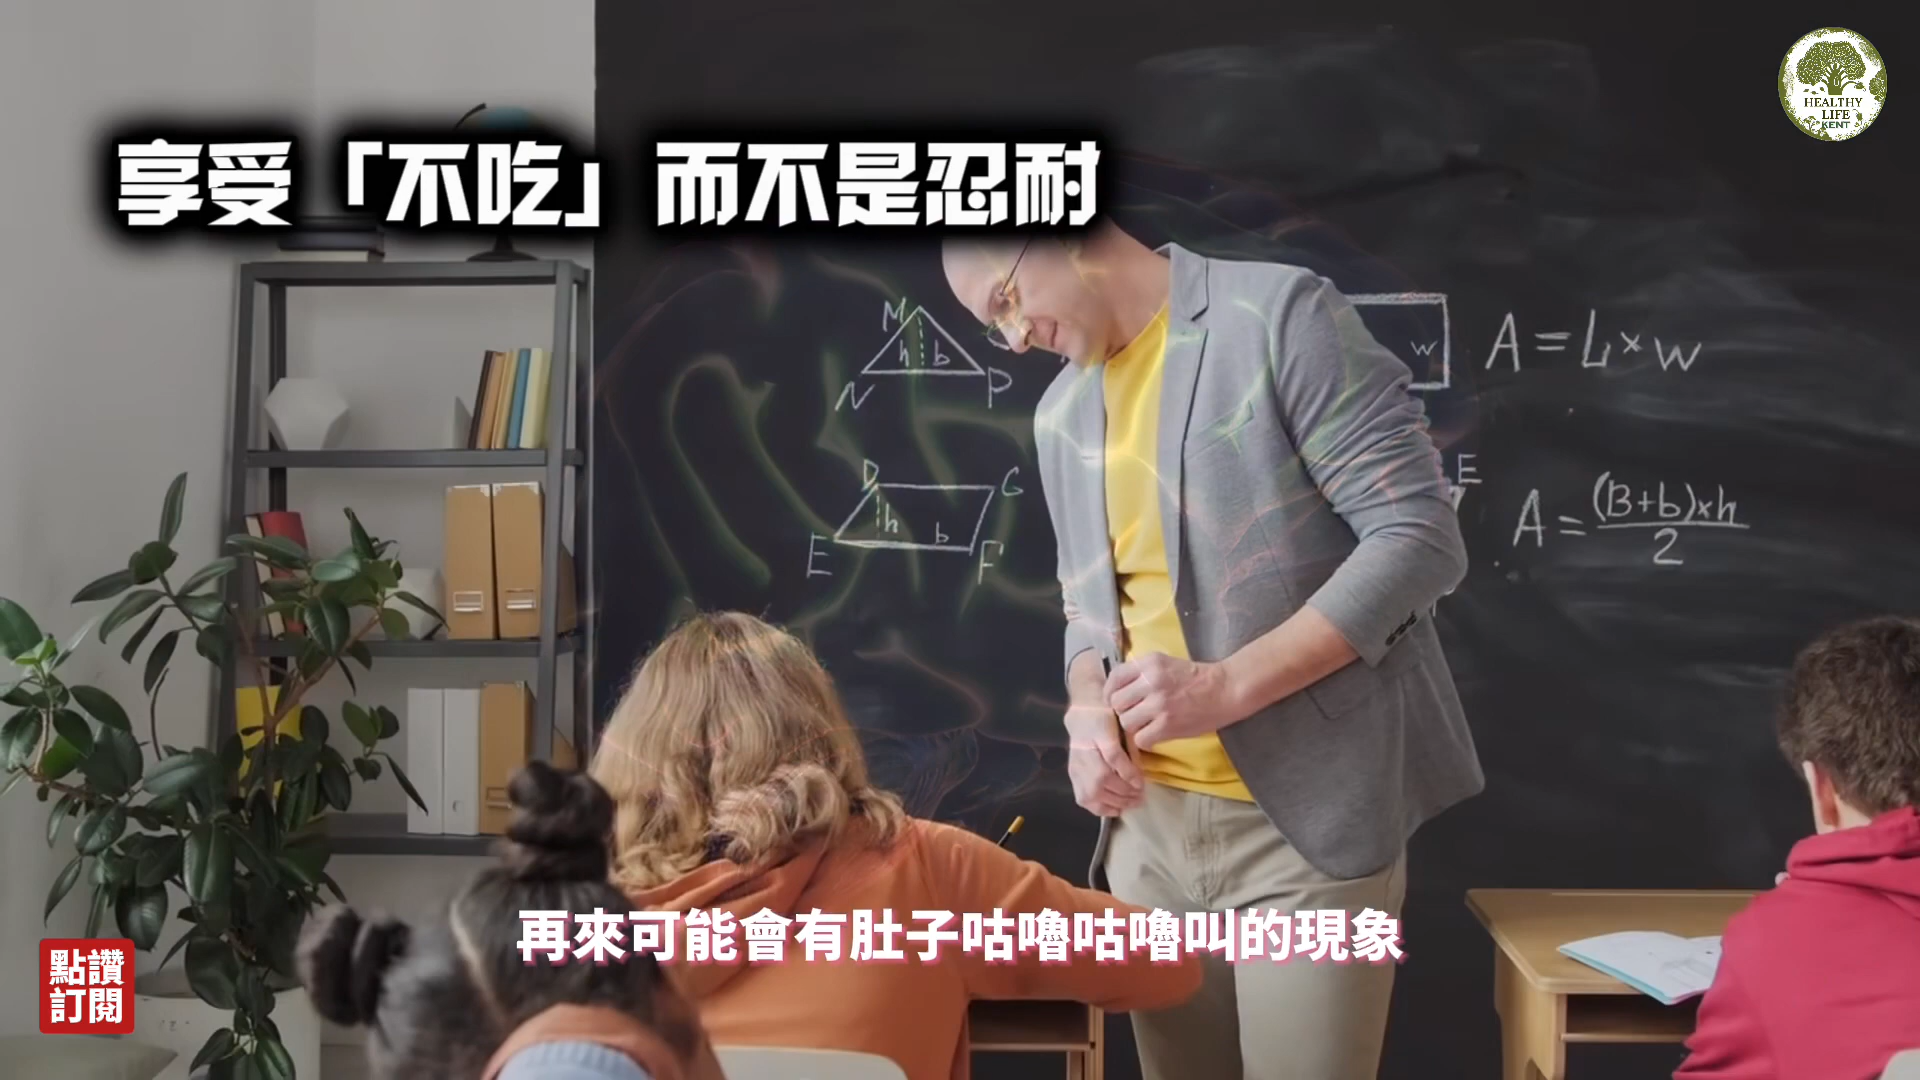 HEALTHY
LIFE
KENT
享受「不吃」而不是忍耐
M
h b
N P
w
A = L × w
D G
h b
E F
E
A = (B+b)×h
2
再來可能會有肚子咕嚕咕嚕叫的現象
點讚
訂閱